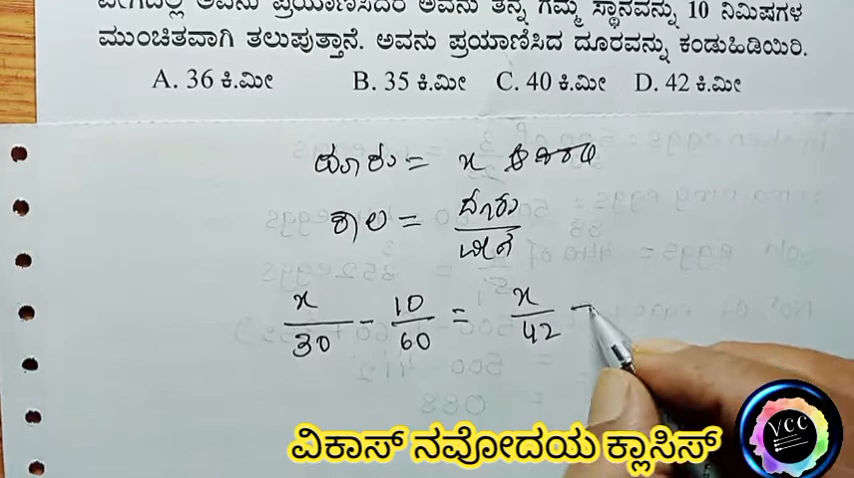 ವೇಗದಲ್ಲಿ ಅವನು ಪ್ರಯಾಣಿಸಿದರೆ ಅವನು ತನ್ನ ಗಮ್ಯ ಸ್ಥಾನವನ್ನು 10 ನಿಮಿಷಗಳ
ಮುಂಚಿತವಾಗಿ ತಲುಪುತ್ತಾನೆ. ಅವನು ಪ್ರಯಾಣಿಸಿದ ದೂರವನ್ನು ಕಂಡುಹಿಡಿಯಿರಿ.
A. 36 ಕಿ.ಮೀ B. 35 ಕಿ.ಮೀ C. 40 ಕಿ.ಮೀ D. 42 ಕಿ.ಮೀ
ದೂರು = x
ಕಾಲ = ದೂರು / ವೇಗ
x/30 - 10/60 = x/42 -
ವಿಕಾಸ್ ನವೋದಯ ಕ್ಲಾಸಿಸ್
VCC